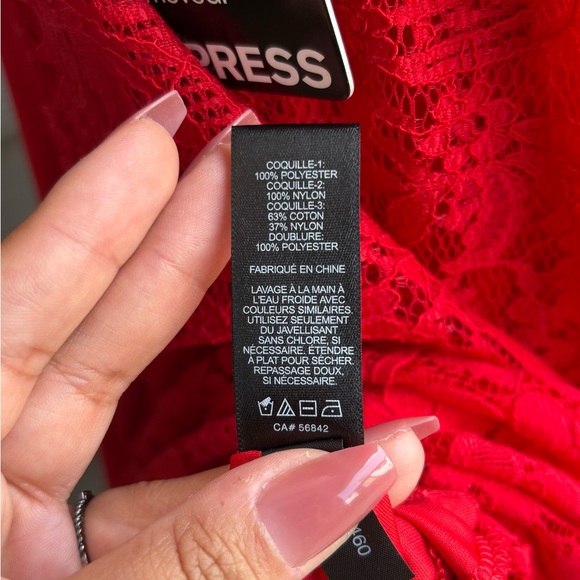 PRESS
COQUILLE-1:
100% POLYESTER
COQUILLE-2:
100% NYLON
COQUILLE-3:
63% COTON
37% NYLON
DOUBLURE:
100% POLYESTER
FABRIQUÉ EN CHINE
LAVAGE À LA MAIN À
L'EAU FROIDE AVEC
COULEURS SIMILAIRES.
UTILISEZ SEULEMENT
DU JAVELLISANT
SANS CHLORE, SI
NÉCESSAIRE. ÉTENDRE
À PLAT POUR SÉCHER.
REPASSAGE DOUX,
SI NÉCESSAIRE.
CA# 56842
460